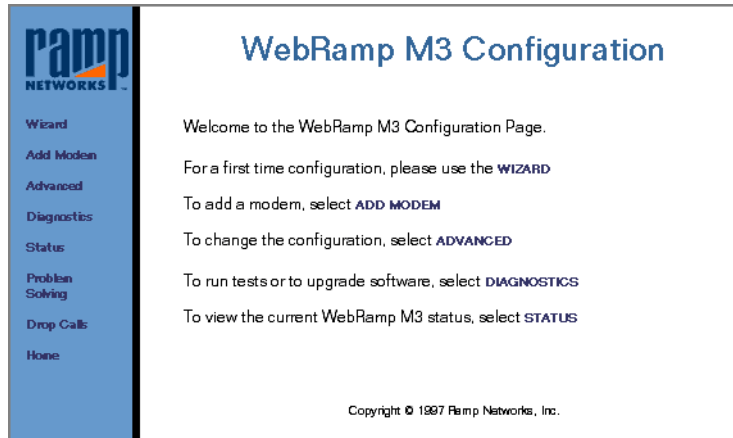 ramp
NETWORKS
WebRamp M3 Configuration
Wizard
Add Modem
Advanced
Diagnostics
Status
Problem
Solving
Drop Calls
Home
Welcome to the WebRamp M3 Configuration Page.
For a first time configuration, please use the WIZARD
To add a modem, select ADD MODEM
To change the configuration, select ADVANCED
To run tests or to upgrade software, select DIAGNOSTICS
To view the current WebRamp M3 status, select STATUS
Copyright © 1997 Ramp Networks, Inc.